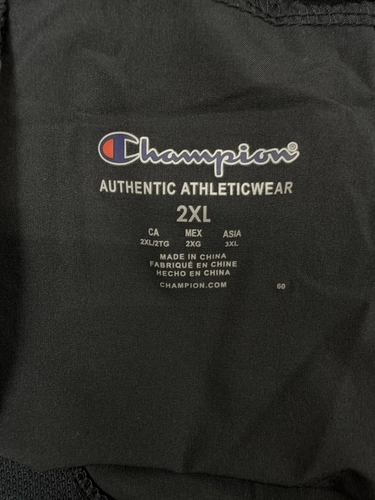 Champion
AUTHENTIC ATHLETICWEAR
2XL
CA MEX ASIA
2XL/2TG 2XG 3XL
MADE IN CHINA
FABRIQUÉ EN CHINE
HECHO EN CHINA
CHAMPION.COM 60